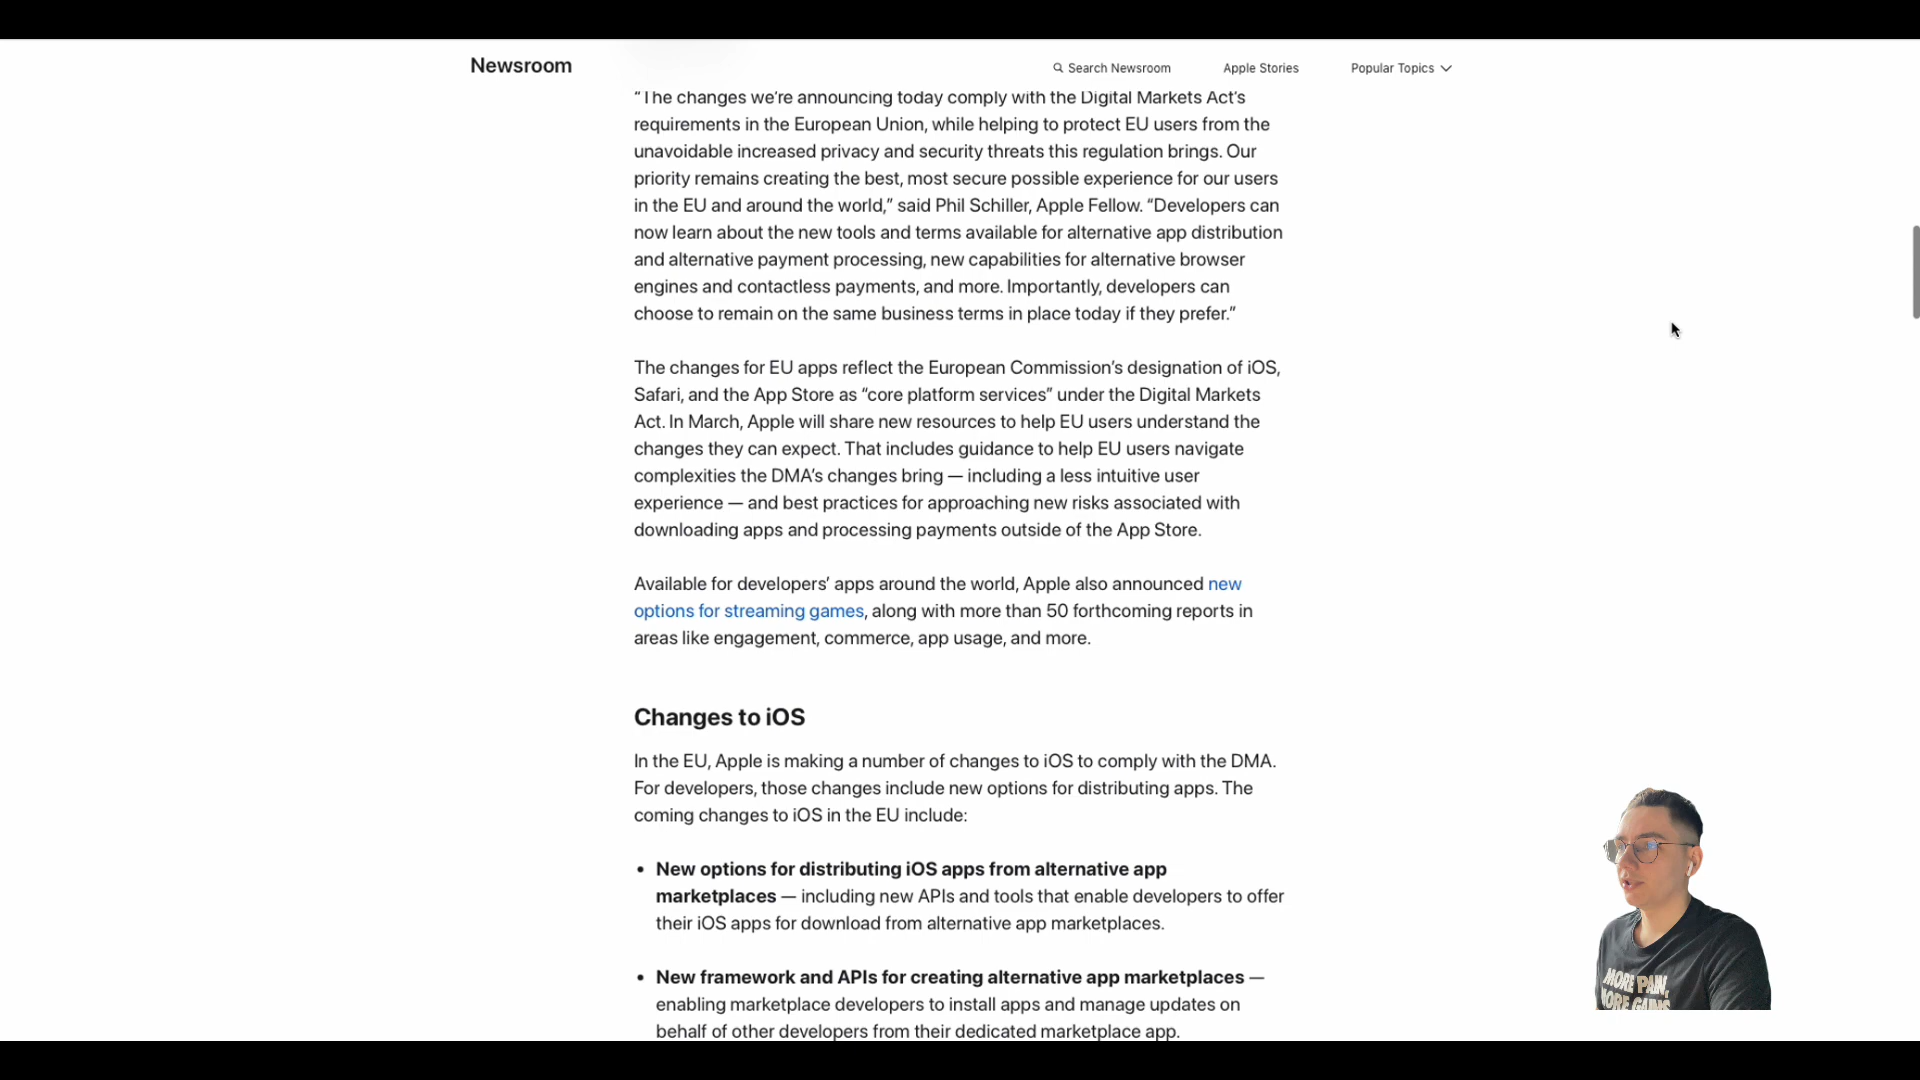 Newsroom
Search Newsroom
Apple Stories
Popular Topics
“The changes we’re announcing today comply with the Digital Markets Act’s
requirements in the European Union, while helping to protect EU users from the
unavoidable increased privacy and security threats this regulation brings. Our
priority remains creating the best, most secure possible experience for our users
in the EU and around the world,” said Phil Schiller, Apple Fellow. “Developers can
now learn about the new tools and terms available for alternative app distribution
and alternative payment processing, new capabilities for alternative browser
engines and contactless payments, and more. Importantly, developers can
choose to remain on the same business terms in place today if they prefer.”
The changes for EU apps reflect the European Commission’s designation of iOS,
Safari, and the App Store as “core platform services” under the Digital Markets
Act. In March, Apple will share new resources to help EU users understand the
changes they can expect. That includes guidance to help EU users navigate
complexities the DMA’s changes bring — including a less intuitive user
experience — and best practices for approaching new risks associated with
downloading apps and processing payments outside of the App Store.
Available for developers’ apps around the world, Apple also announced new
options for streaming games, along with more than 50 forthcoming reports in
areas like engagement, commerce, app usage, and more.
Changes to iOS
In the EU, Apple is making a number of changes to iOS to comply with the DMA.
For developers, those changes include new options for distributing apps. The
coming changes to iOS in the EU include:
• New options for distributing iOS apps from alternative app
marketplaces — including new APIs and tools that enable developers to offer
their iOS apps for download from alternative app marketplaces.
• New framework and APIs for creating alternative app marketplaces —
enabling marketplace developers to install apps and manage updates on
behalf of other developers from their dedicated marketplace app.
MORE PAIN,
MORE GAINS